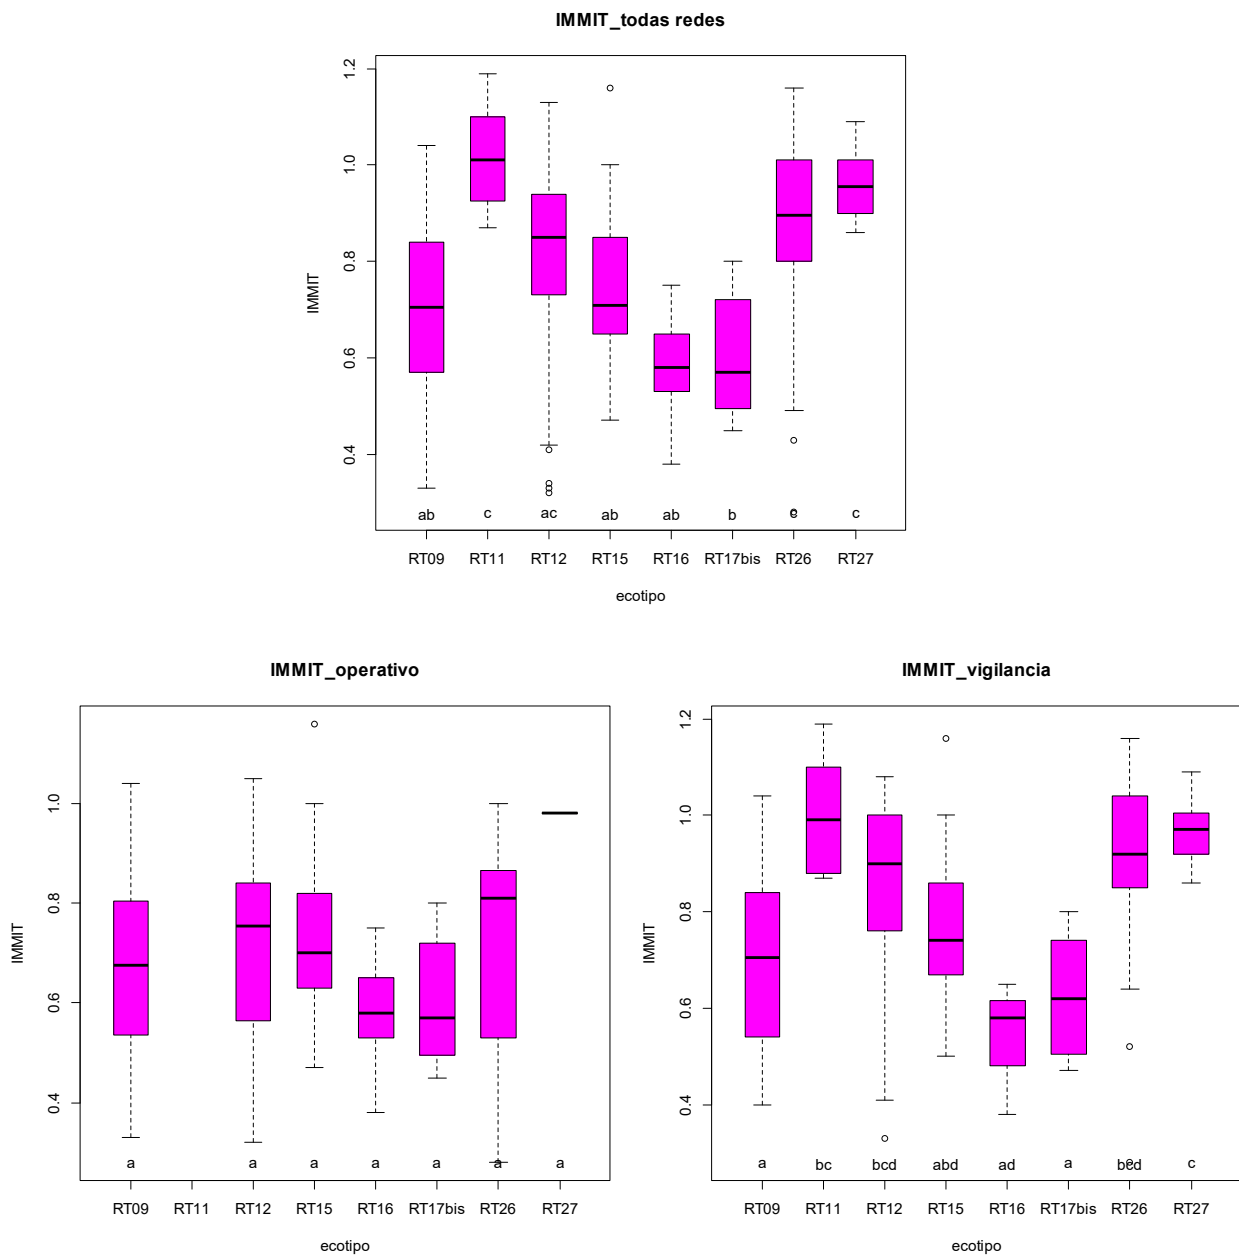 IMMIT_todas redes
1.2
1.0
0.8
0.6
0.4
IMMIT
ab c ac ab ab b c c
RT09 RT11 RT12 RT15 RT16 RT17bis RT26 RT27
ecotipo
IMMIT_operativo
1.0
0.8
0.6
0.4
IMMIT
a a a a a a a
RT09 RT11 RT12 RT15 RT16 RT17bis RT26 RT27
ecotipo
IMMIT_vigilancia
1.2
1.0
0.8
0.6
0.4
IMMIT
a bc bcd abd ad a bcd c
RT09 RT11 RT12 RT15 RT16 RT17bis RT26 RT27
ecotipo